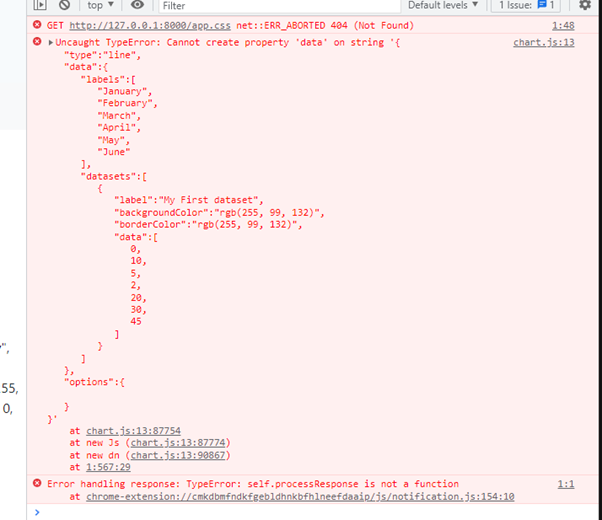 top ▼ Filter Default levels ▼ 1 Issue: 1
GET http://127.0.0.1:8000/app.css net::ERR_ABORTED 404 (Not Found) 1:48
▶Uncaught TypeError: Cannot create property 'data' on string '{ chart.js:13
"type":"line",
"data":{
"labels":[
"January",
"February",
"March",
"April",
"May",
"June"
],
"datasets":[
{
"label":"My First dataset",
"backgroundColor":"rgb(255, 99, 132)",
"borderColor":"rgb(255, 99, 132)",
"data":[
0,
10,
5,
2,
20,
30,
45
]
}
]
},
"options":{
}
}'
at chart.js:13:87754
at new Js (chart.js:13:87774)
at new dn (chart.js:13:90867)
at 1:567:29
Error handling response: TypeError: self.processResponse is not a function 1:1
at chrome-extension://cmkdbmfndkfgebldhnkbfhlneefdaaip/js/notification.js:154:10
>
",
55,
0,